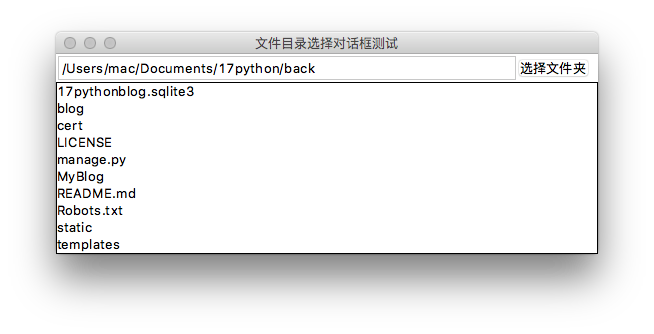 文件目录选择对话框测试
/Users/mac/Documents/17python/back 选择文件夹
17pythonblog.sqlite3
blog
cert
LICENSE
manage.py
MyBlog
README.md
Robots.txt
static
templates